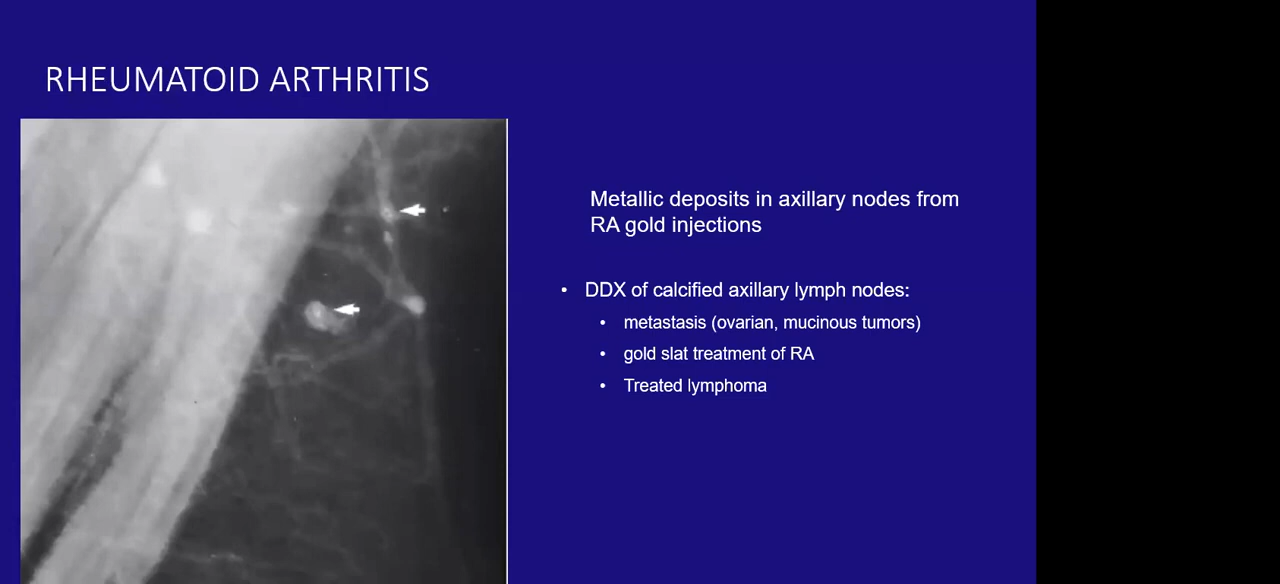 RHEUMATOID ARTHRITIS
Metallic deposits in axillary nodes from
RA gold injections
• DDX of calcified axillary lymph nodes:
• metastasis (ovarian, mucinous tumors)
• gold slat treatment of RA
• Treated lymphoma